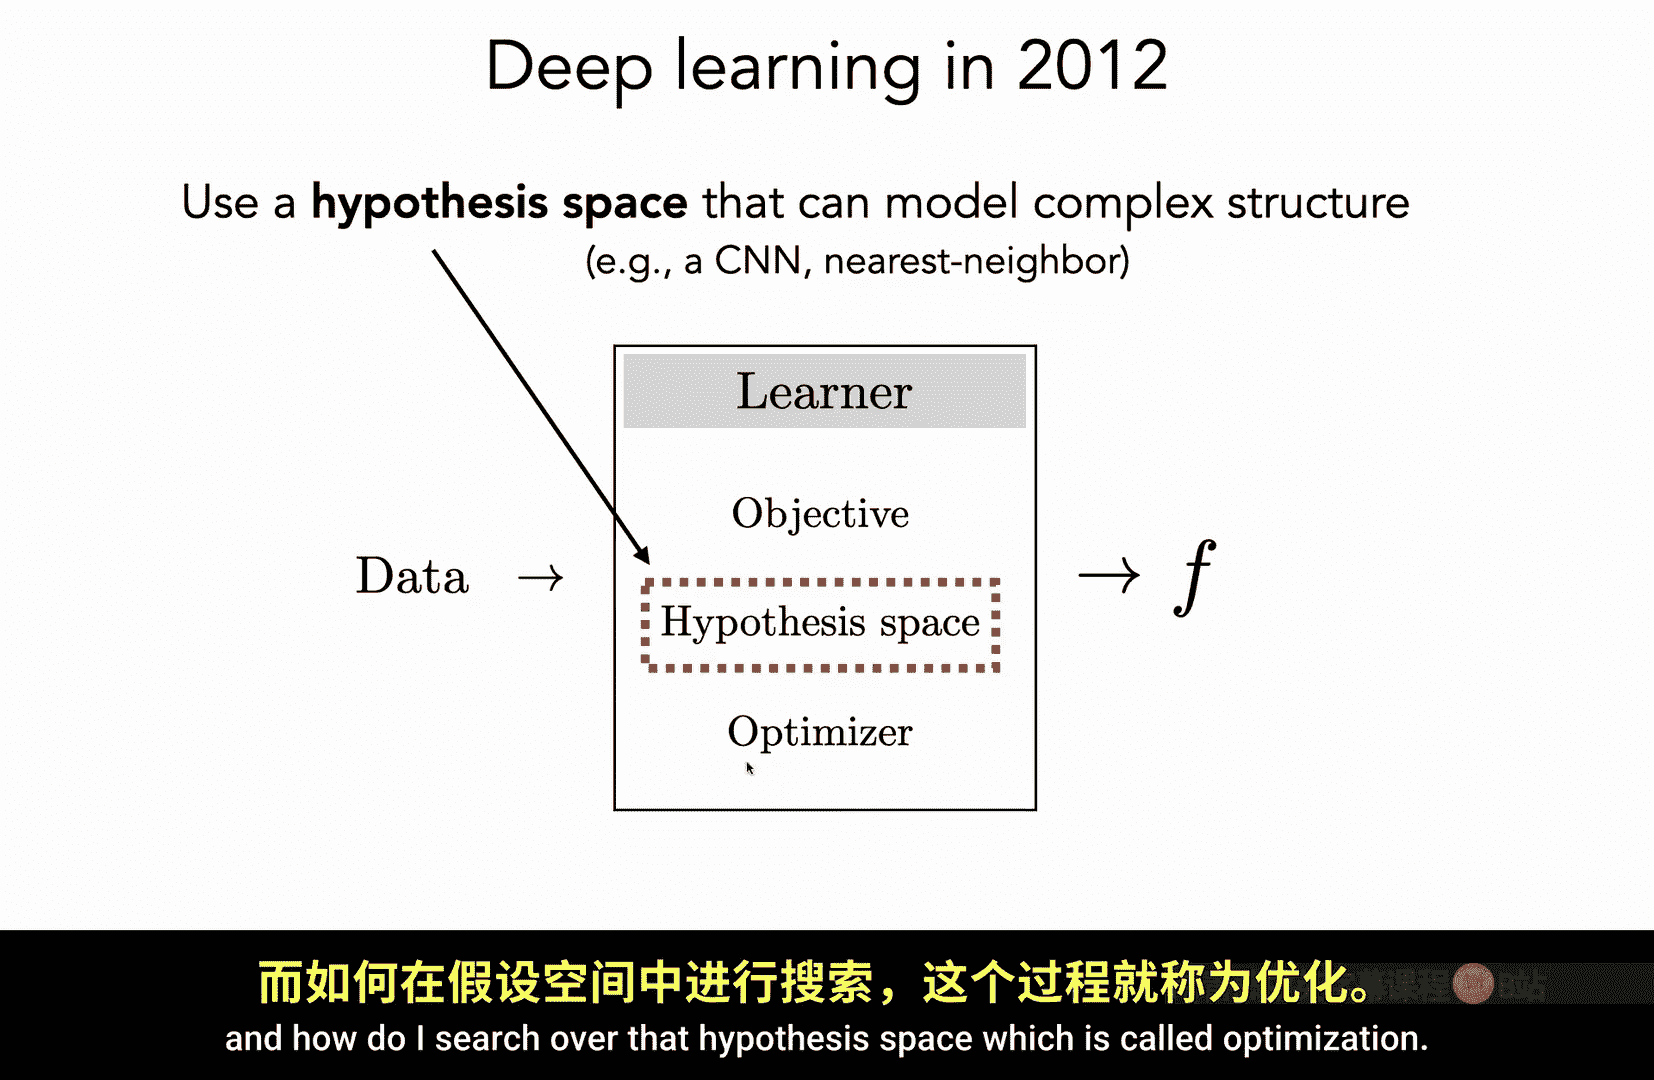 Deep learning in 2012
Use a hypothesis space that can model complex structure
(e.g., a CNN, nearest-neighbor)
Learner
Objective
Data → → f
Hypothesis space
Optimizer
而如何在假设空间中进行搜索，这个过程就称为优化。
and how do I search over that hypothesis space which is called optimization.